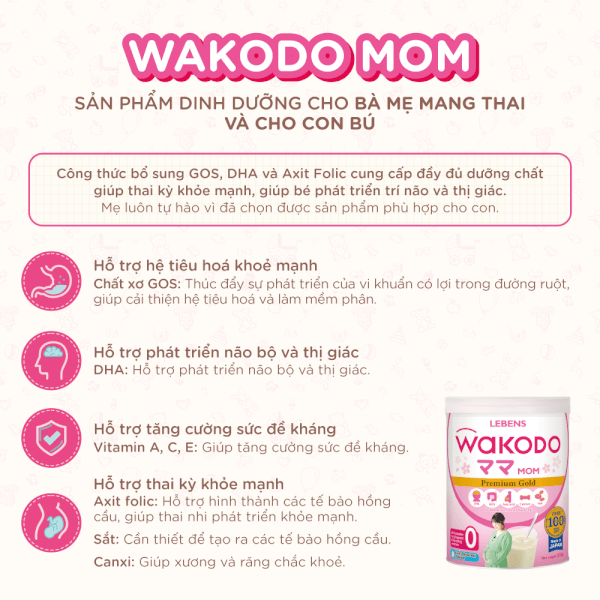 WAKODO MOM
SẢN PHẨM DINH DƯỠNG CHO BÀ MẸ MANG THAI
VÀ CHO CON BÚ
Công thức bổ sung GOS, DHA và Axit Folic cung cấp đầy đủ dưỡng chất
giúp thai kỳ khỏe mạnh, giúp bé phát triển trí não và thị giác.
Mẹ luôn tự hào vì đã chọn được sản phẩm phù hợp cho con.
Hỗ trợ hệ tiêu hoá khoẻ mạnh
Chất xơ GOS: Thúc đẩy sự phát triển của vi khuẩn có lợi trong đường ruột,
giúp cải thiện hệ tiêu hoá và làm mềm phân.
Hỗ trợ phát triển não bộ và thị giác
DHA: Hỗ trợ phát triển não bộ và thị giác.
Hỗ trợ tăng cường sức đề kháng
Vitamin A, C, E: Giúp tăng cường sức đề kháng.
Hỗ trợ thai kỳ khỏe mạnh
Axit folic: Hỗ trợ hình thành các tế bào hồng
cầu, giúp thai nhi phát triển khỏe mạnh.
Sắt: Cần thiết để tạo ra các tế bào hồng cầu.
Canxi: Giúp xương và răng chắc khoẻ.
LEBENS
WAKODO
ママ MOM
Premium Gold
0
100
Made in
JAPAN